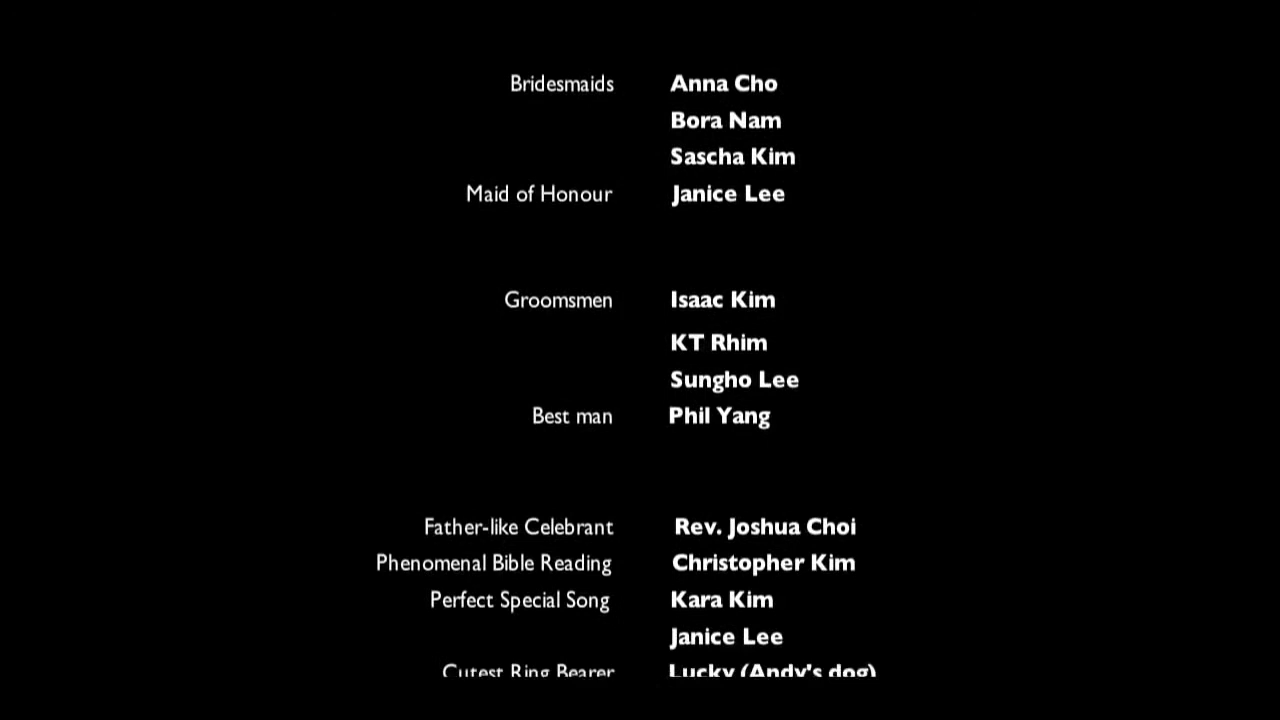 Bridesmaids Anna Cho
Bora Nam
Sascha Kim
Maid of Honour Janice Lee
Groomsmen Isaac Kim
KT Rhim
Sungho Lee
Best man Phil Yang
Father-like Celebrant Rev. Joshua Choi
Phenomenal Bible Reading Christopher Kim
Perfect Special Song Kara Kim
Janice Lee
Cutest Ring Bearer Lucky (Andy's dog)